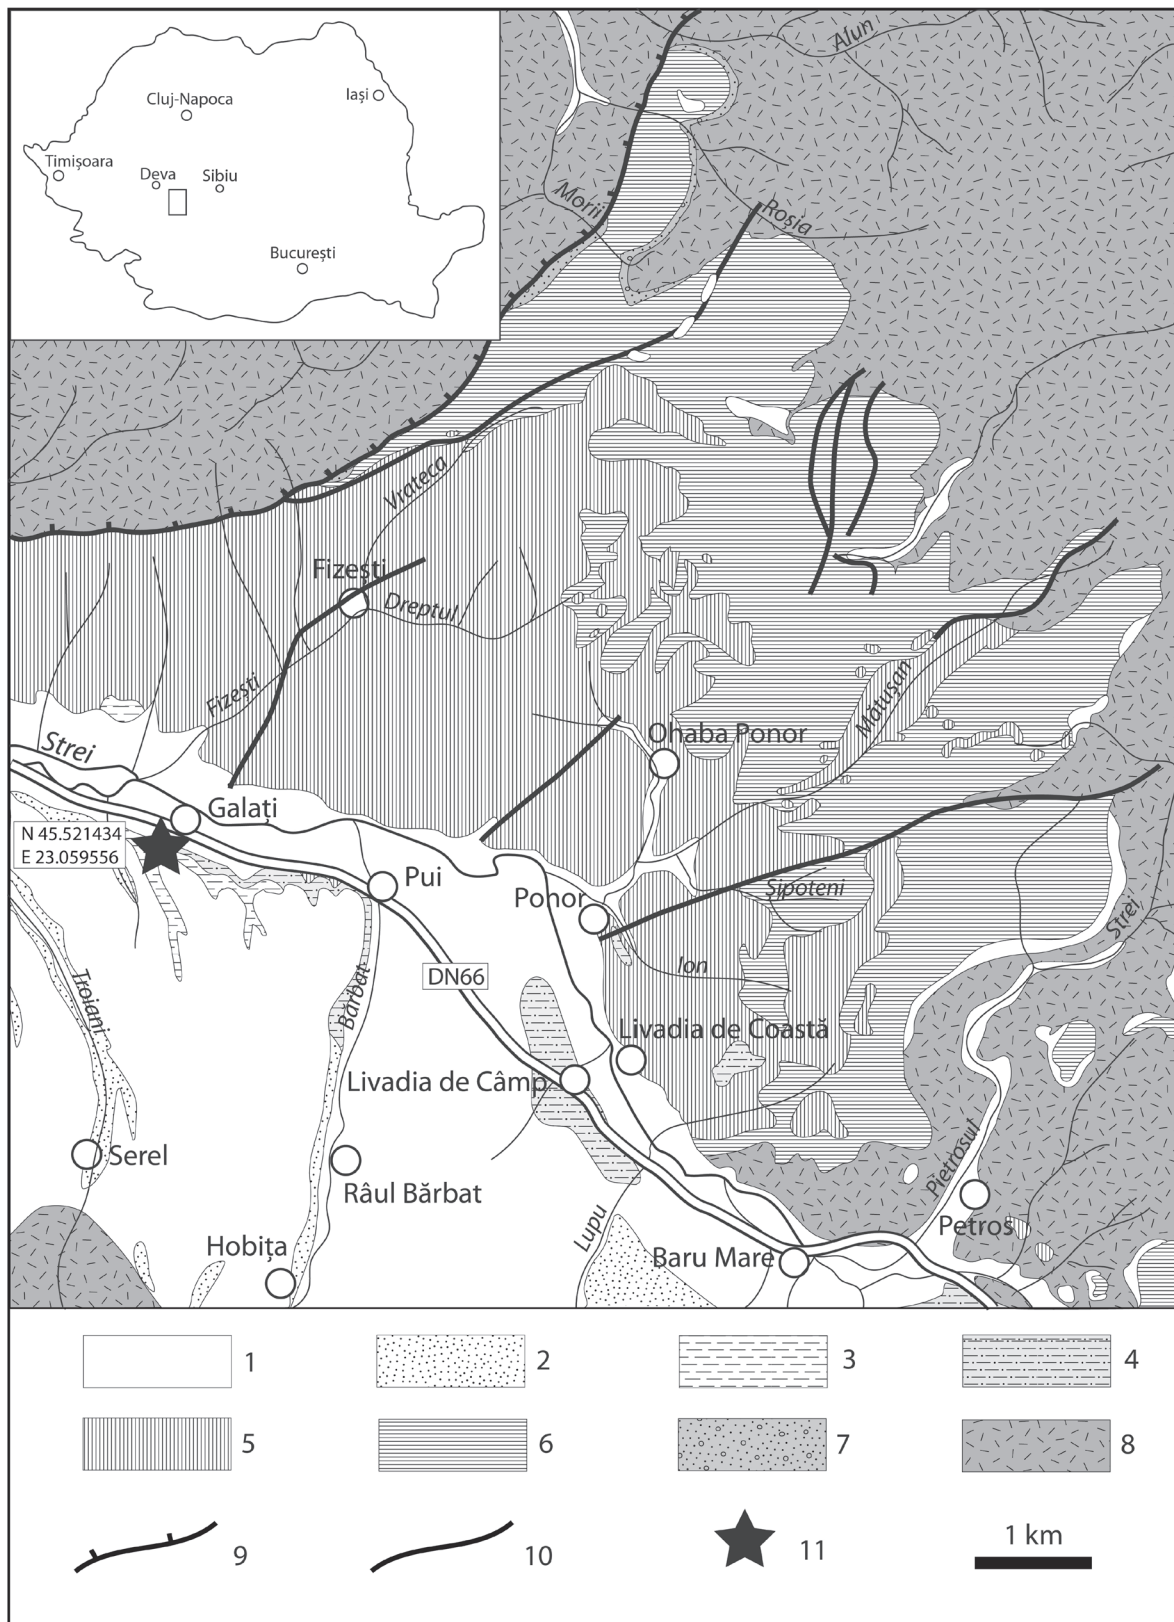 Cluj-Napoca
Iași
Timișoara
Deva
Sibiu
București
Alun
Morii
Roșia
Vrateca
Fizești
Dreptul
Fizești
Mătușan
Strei
Ohaba Ponor
Galați
N 45.521434
E 23.059556
Pui
Ponor
Șipoteni
Strei
Ion
DN66
Troiani
Bărbat
Livadia de Coastă
Livadia de Câmp
Serel
Râul Bărbat
Pietrosul
Petros
Lupu
Hobița
Baru Mare
1
2
3
4
5
6
7
8
9
10
11
1 km